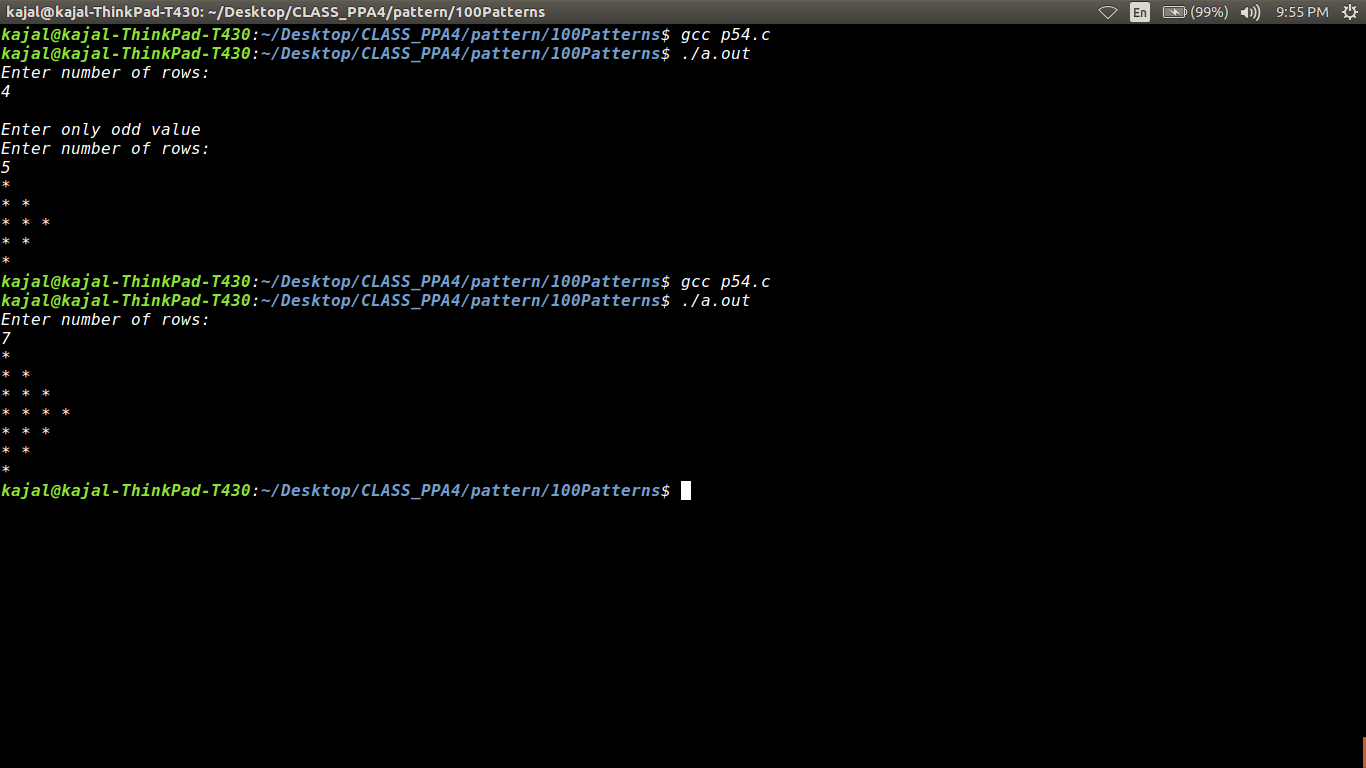 kajal@kajal-ThinkPad-T430: ~/Desktop/CLASS_PPA4/pattern/100Patterns En (99%) 9:55 PM
kajal@kajal-ThinkPad-T430:~/Desktop/CLASS_PPA4/pattern/100Patterns$ gcc p54.c
kajal@kajal-ThinkPad-T430:~/Desktop/CLASS_PPA4/pattern/100Patterns$ ./a.out
Enter number of rows:
4

Enter only odd value
Enter number of rows:
5
*
* *
* * *
* *
*
kajal@kajal-ThinkPad-T430:~/Desktop/CLASS_PPA4/pattern/100Patterns$ gcc p54.c
kajal@kajal-ThinkPad-T430:~/Desktop/CLASS_PPA4/pattern/100Patterns$ ./a.out
Enter number of rows:
7
*
* *
* * *
* * * *
* * *
* *
*
kajal@kajal-ThinkPad-T430:~/Desktop/CLASS_PPA4/pattern/100Patterns$